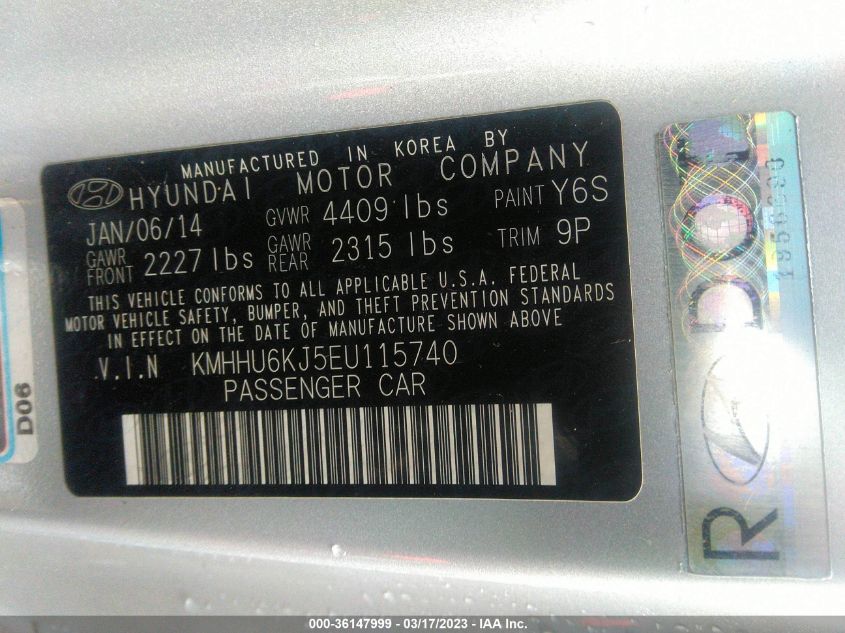 MANUFACTURED IN KOREA BY
HYUNDAI MOTOR COMPANY
JAN/06/14 GVWR 4409 lbs PAINT Y6S
GAWR FRONT 2227 lbs GAWR REAR 2315 lbs TRIM 9P
THIS VEHICLE CONFORMS TO ALL APPLICABLE U.S.A. FEDERAL
MOTOR VEHICLE SAFETY, BUMPER, AND THEFT PREVENTION STANDARDS
IN EFFECT ON THE DATE OF MANUFACTURE SHOWN ABOVE.
V.I.N KMHHU6KJ5EU115740
PASSENGER CAR
D06
R DOT
000-36147999 - 03/17/2023 - IAA Inc.